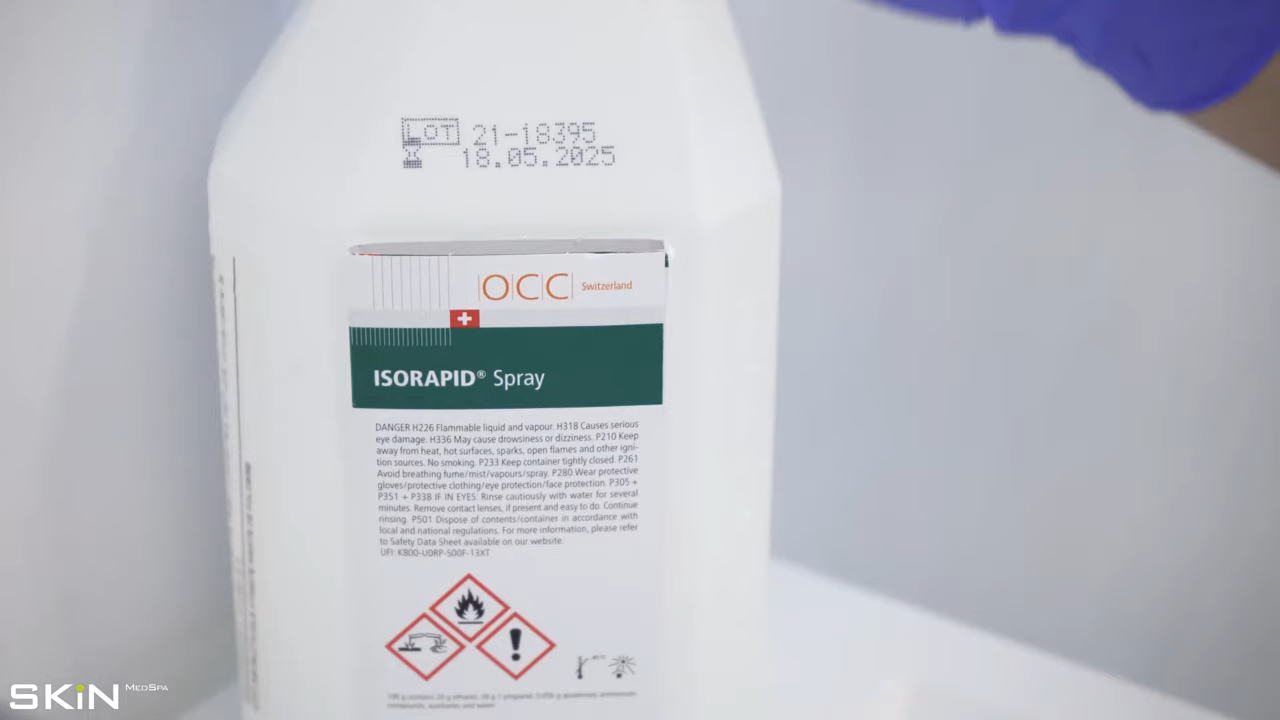 LOT 21-18395
18.05.2025
OCC Switzerland
ISORAPID® Spray
DANGER H226 Flammable liquid and vapour. H318 Causes serious
eye damage. H336 May cause drowsiness or dizziness. P210 Keep
away from heat, hot surfaces, sparks, open flames and other igni-
tion sources. No smoking. P233 Keep container tightly closed. P261
Avoid breathing fume/mist/vapours/spray. P280 Wear protective
gloves/protective clothing/eye protection/face protection. P305 +
P351 + P338 IF IN EYES: Rinse cautiously with water for several
minutes. Remove contact lenses, if present and easy to do. Continue
rinsing. P501 Dispose of contents/container in accordance with
local and national regulations. For more information, please refer
to Safety Data Sheet available on our website.
UFI: K800-U0RP-S00F-13XT
SKiN MEDSPA